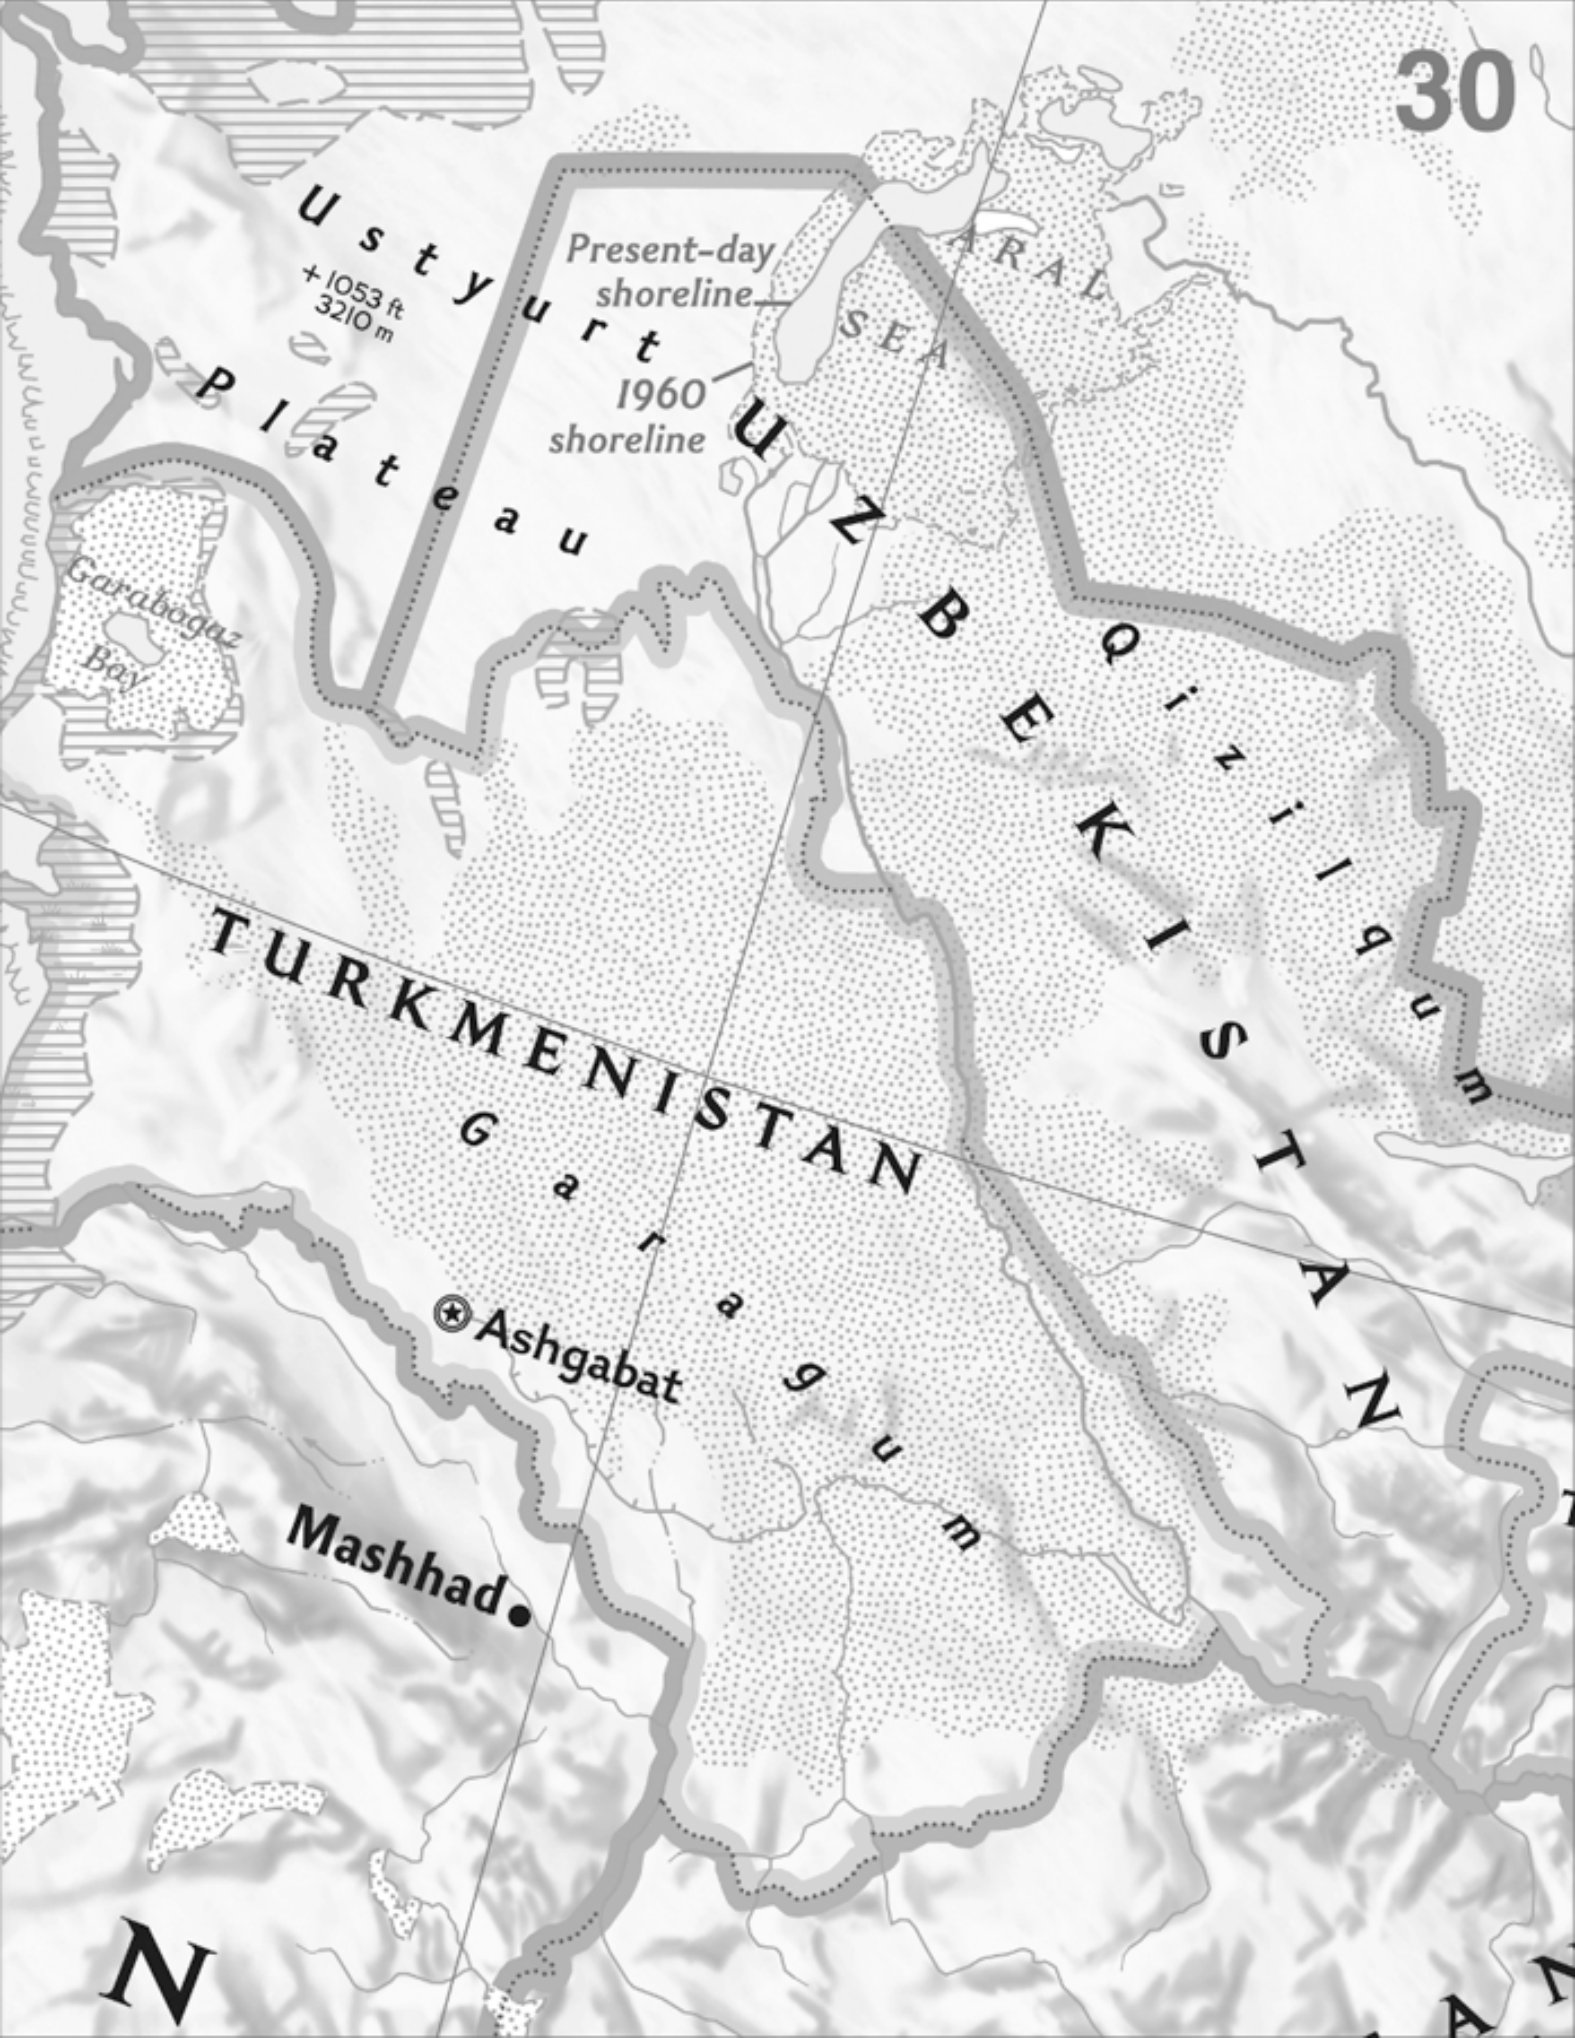 30
Ustyurt
Plateau
+ 1053 ft
3210 m
Present-day
shoreline
1960
shoreline
ARAL
SEA
UZBEKISTAN
Qizilqum
Garabogaz
Bay
TURKMENISTAN
Garagum
Ashgabat
Mashhad
T
N
AN